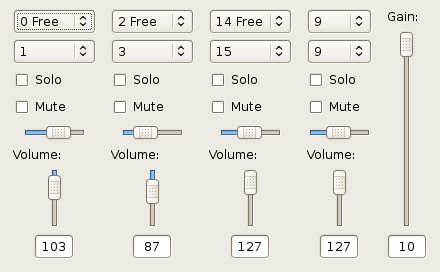 0 Free 2 Free 14 Free 9 Gain:
1 3 15 9
Solo Solo Solo Solo
Mute Mute Mute Mute
Volume: Volume: Volume: Volume:
103 87 127 127 10